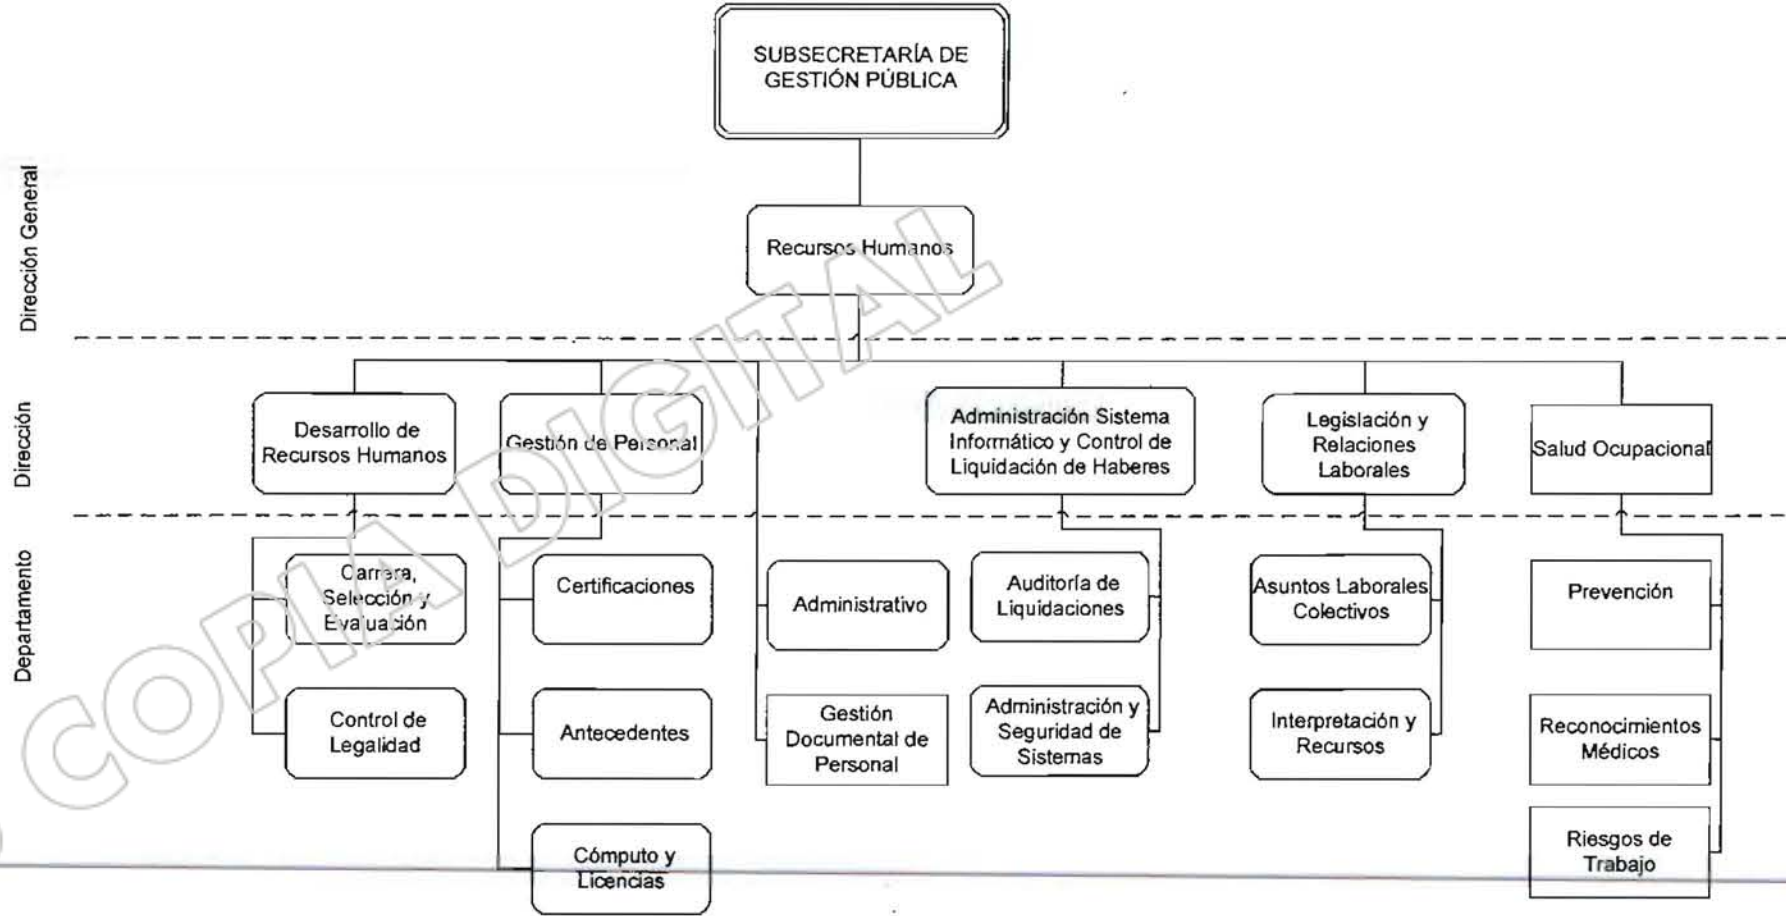 SUBSECRETARÍA DE
GESTIÓN PÚBLICA
Dirección General
Recursos Humanos
Dirección
Desarrollo de
Recursos Humanos
Gestión de Personal
Administración Sistema
Informático y Control de
Liquidación de Haberes
Legislación y
Relaciones
Laborales
Salud Ocupacional
Departamento
Carrera,
Selección y
Evaluación
Certificaciones
Administrativo
Auditoría de
Liquidaciones
Asuntos Laborales
Colectivos
Prevención
Control de
Legalidad
Antecedentes
Gestión
Documental de
Personal
Administración y
Seguridad de
Sistemas
Interpretación y
Recursos
Reconocimientos
Médicos
Cómputo y
Licencias
Riesgos de
Trabajo
COPIA DIGITAL